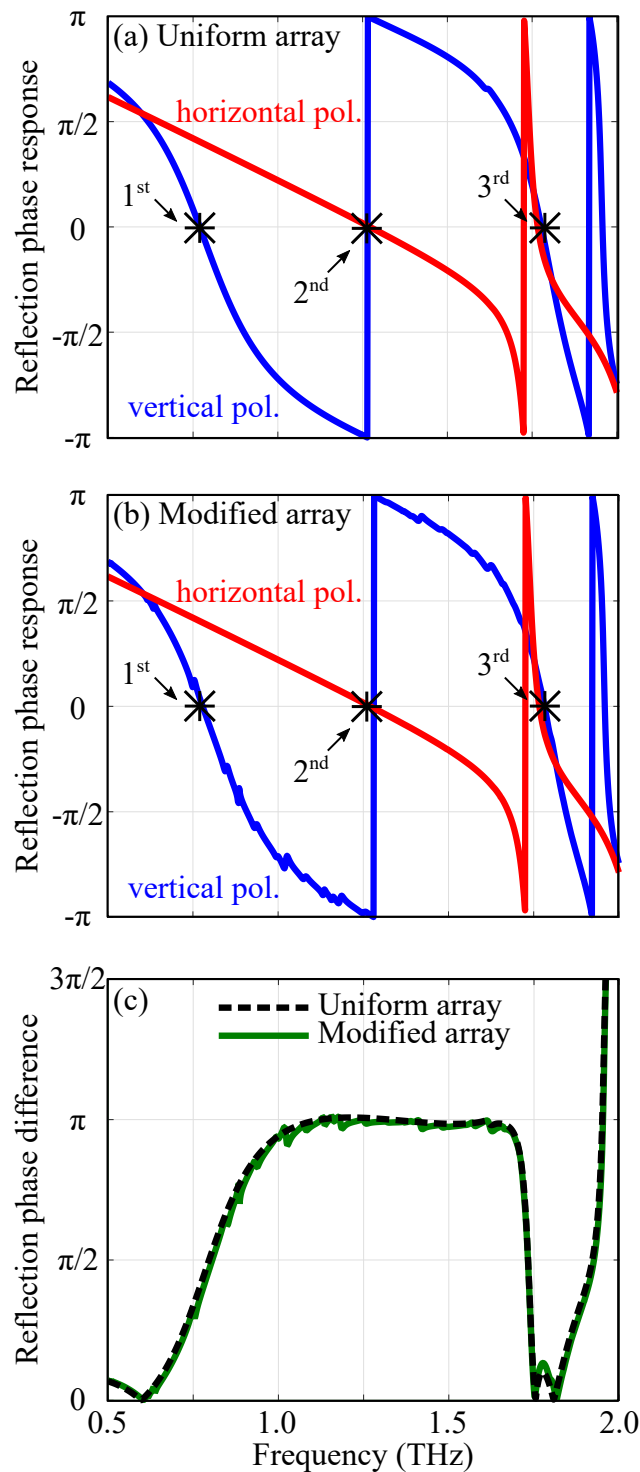 π
(a) Uniform array
horizontal pol.
π/2
1st
3rd
0
2nd
-π/2
vertical pol.
-π
Reflection phase response
π
(b) Modified array
horizontal pol.
π/2
1st
3rd
0
2nd
-π/2
vertical pol.
-π
Reflection phase response
3π/2
(c)
Uniform array
Modified array
π
π/2
0
Reflection phase difference
0.5 1.0 1.5 2.0
Frequency (THz)